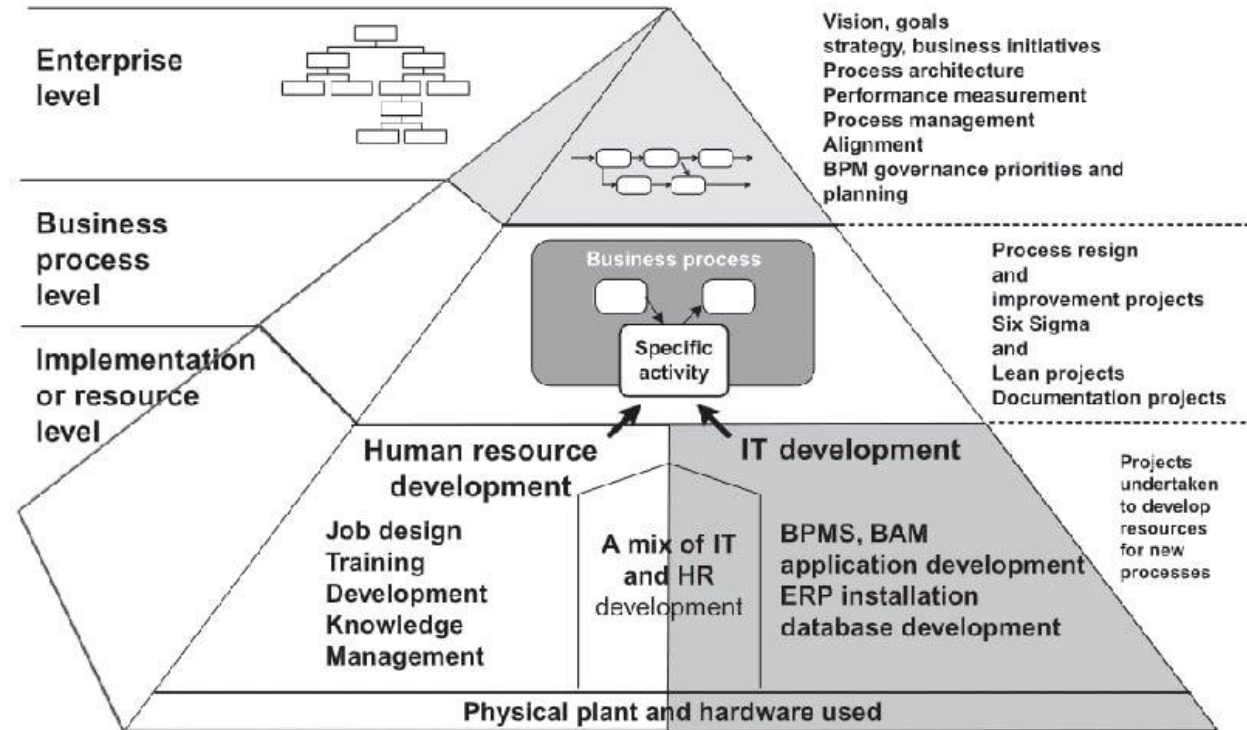 Enterprise
level
Vision, goals
strategy, business initiatives
Process architecture
Performance measurement
Process management
Alignment
BPM governance priorities and
planning
Business
process
level
Business process
Specific
activity
Process resign
and
improvement projects
Six Sigma
and
Lean projects
Documentation projects
Implementation
or resource
level
Human resource
development
IT development
Job design
Training
Development
Knowledge
Management
A mix of IT
and HR
development
BPMS, BAM
application development
ERP installation
database development
Projects
undertaken
to develop
resources
for new
processes
Physical plant and hardware used